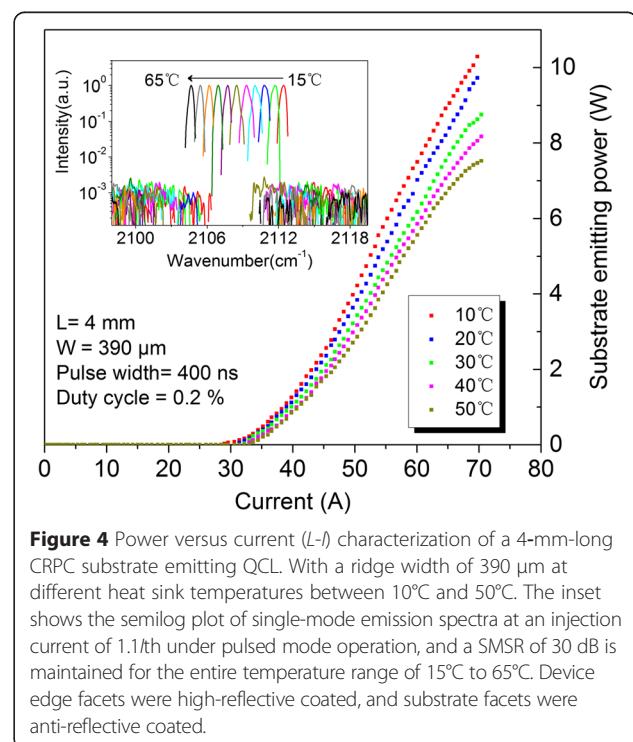 65℃ 15℃
Intensity(a.u.)
10⁰
10⁻¹
10⁻²
10⁻³
2100 2106 2112 2118
Wavenumber(cm⁻¹)
L= 4 mm
W = 390 μm
Pulse width= 400 ns
Duty cycle = 0.2 %
10℃
20℃
30℃
40℃
50℃
10
8
6
4
2
0
Substrate emitting power (W)
0 10 20 30 40 50 60 70 80
Current (A)
Figure 4 Power versus current (L-I) characterization of a 4-mm-long
CRPC substrate emitting QCL. With a ridge width of 390 μm at
different heat sink temperatures between 10°C and 50°C. The inset
shows the semilog plot of single-mode emission spectra at an injection
current of 1.1Ith under pulsed mode operation, and a SMSR of 30 dB is
maintained for the entire temperature range of 15°C to 65°C. Device
edge facets were high-reflective coated, and substrate facets were
anti-reflective coated.